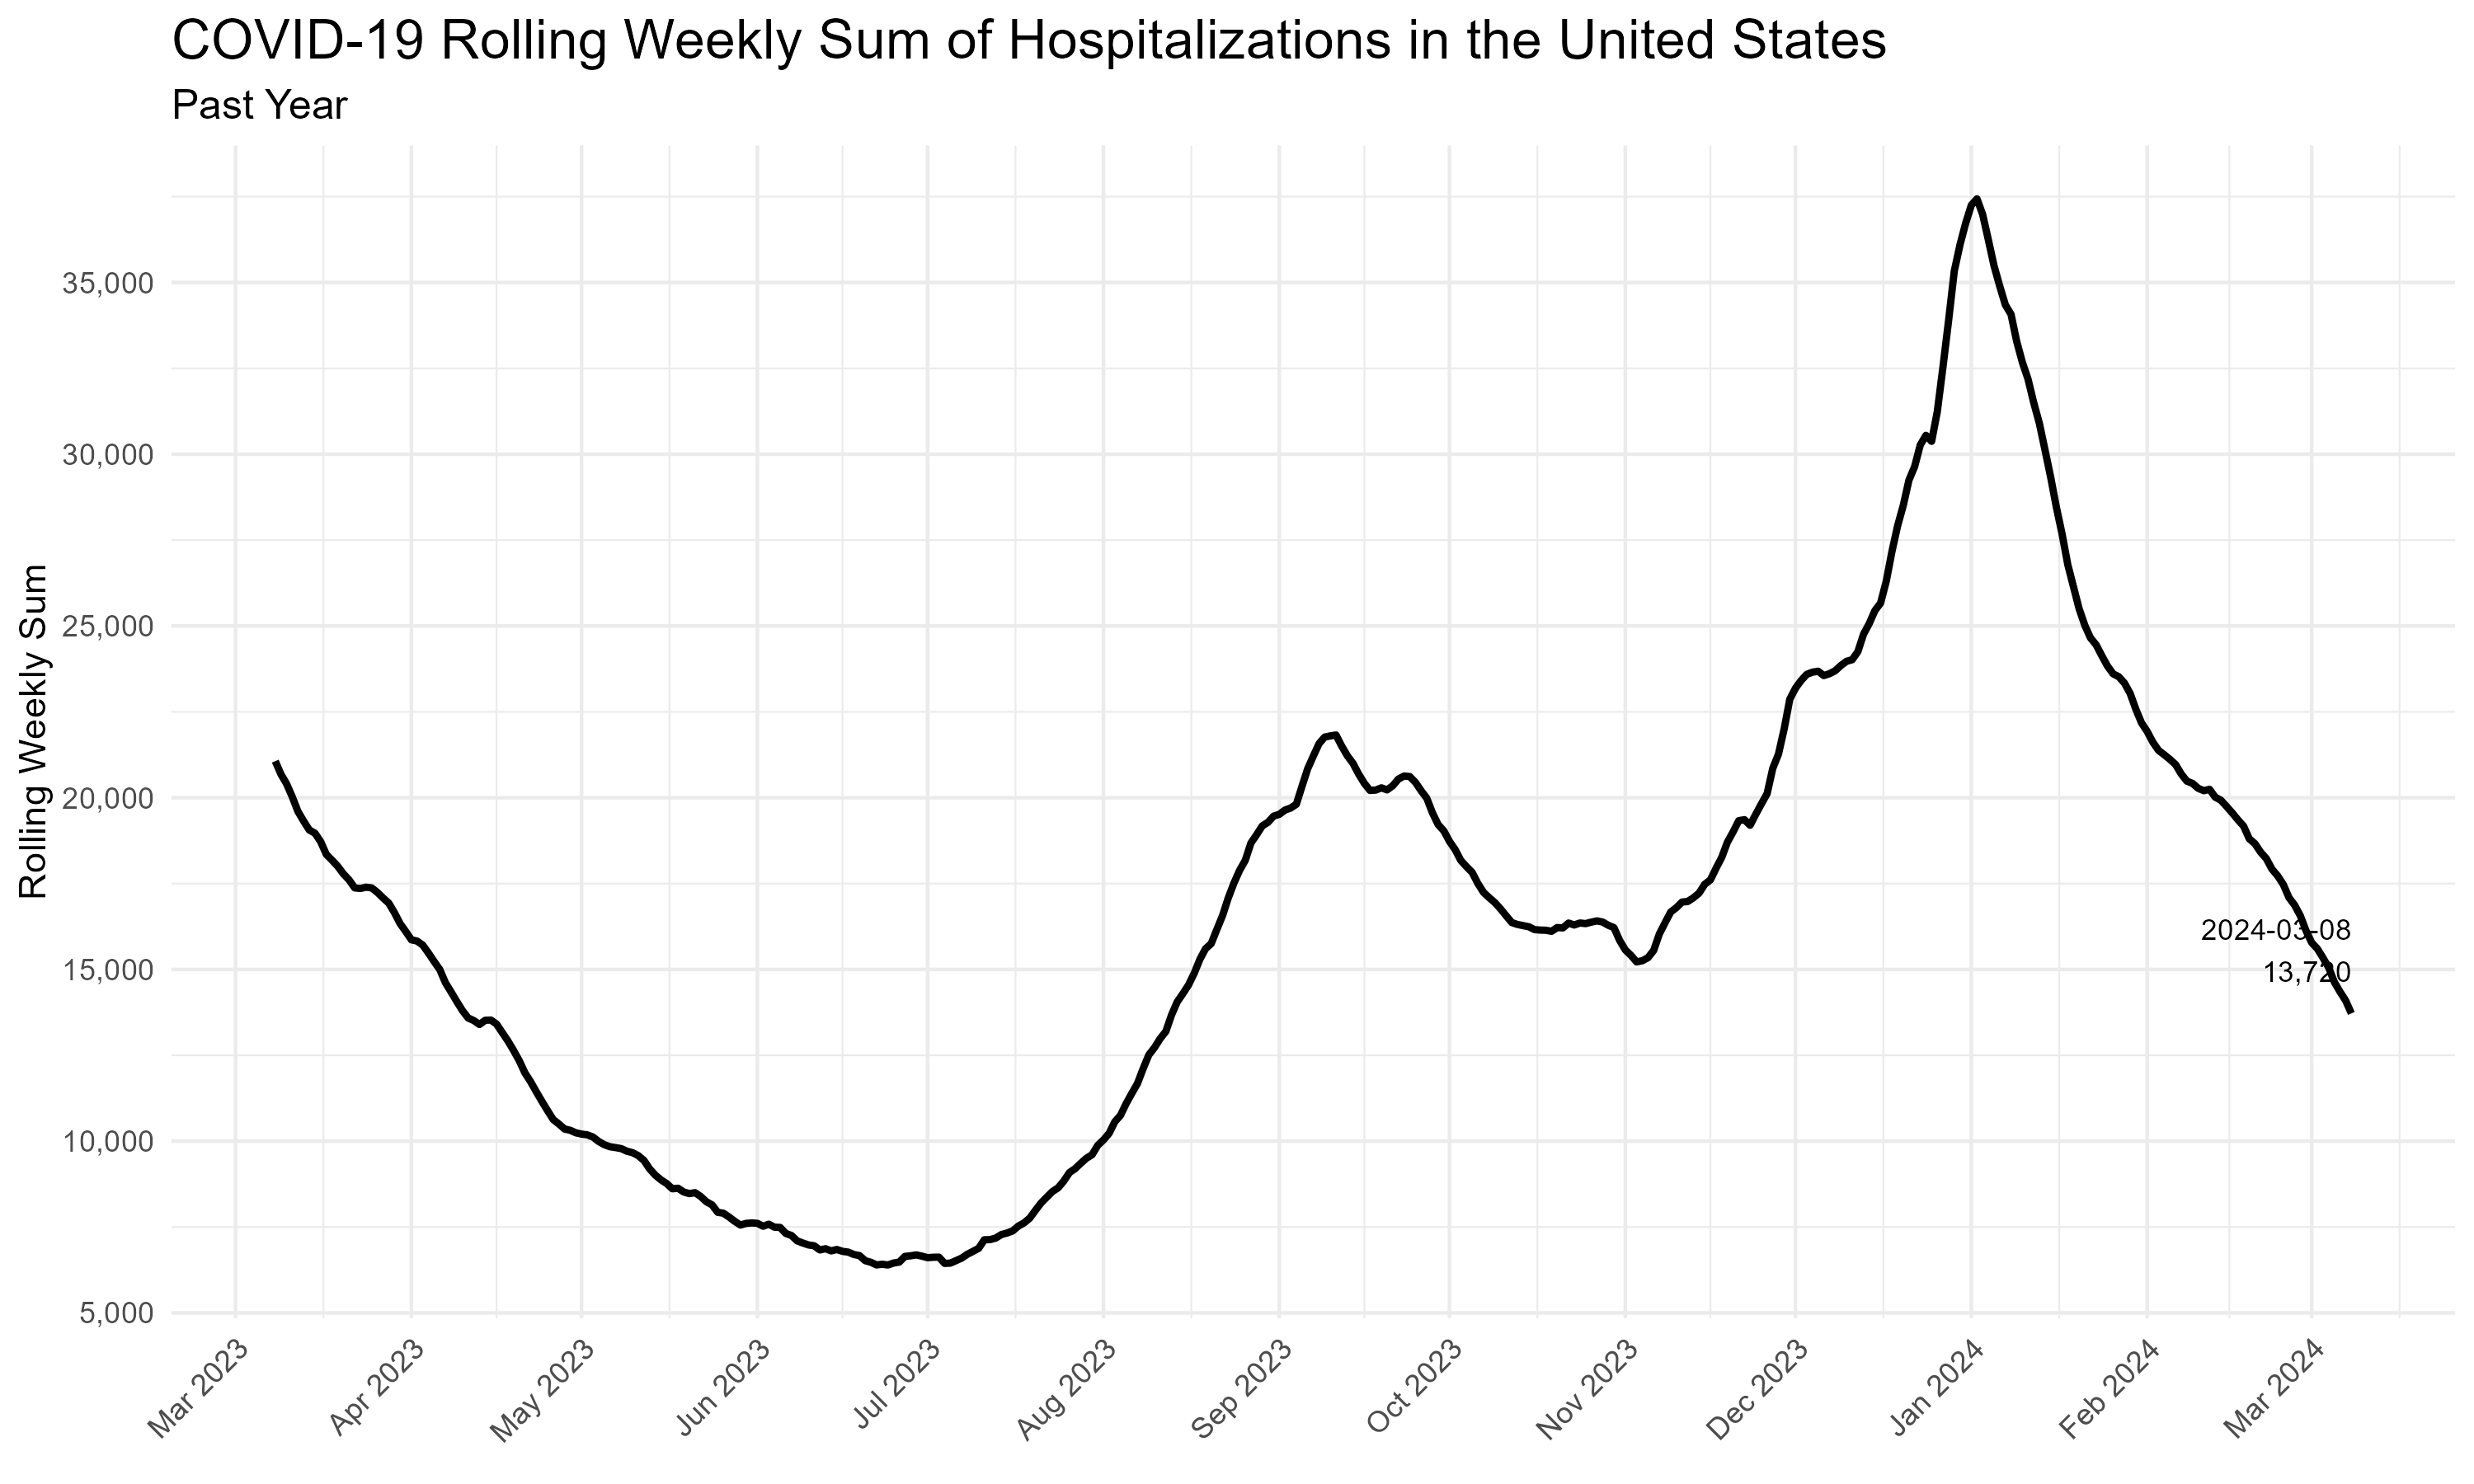 COVID-19 Rolling Weekly Sum of Hospitalizations in the United States
Past Year
Rolling Weekly Sum
35,000
30,000
25,000
20,000
15,000
10,000
5,000
2024-03-08
13,720
Mar 2023
Apr 2023
May 2023
Jun 2023
Jul 2023
Aug 2023
Sep 2023
Oct 2023
Nov 2023
Dec 2023
Jan 2024
Feb 2024
Mar 2024